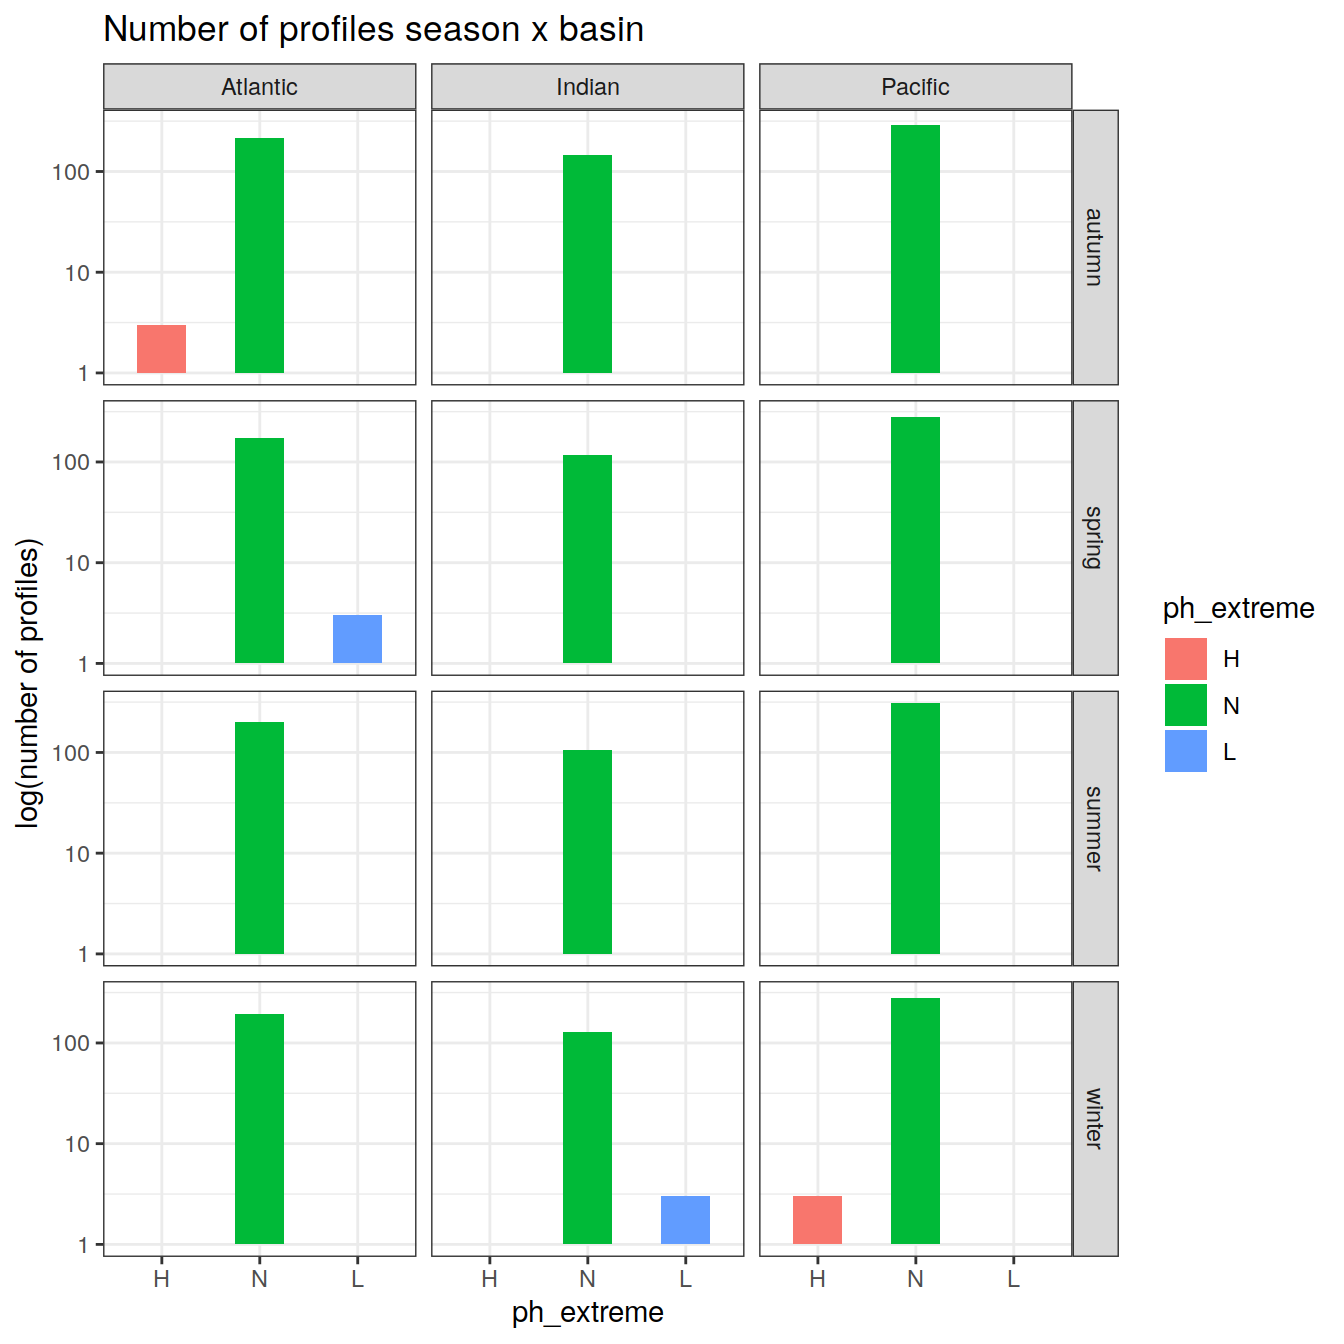 Number of profiles season x basin
Atlantic
Indian
Pacific
100
10
1
autumn
100
10
1
spring
100
10
1
summer
100
10
1
winter
H
N
L
H
N
L
H
N
L
ph_extreme
log(number of profiles)
ph_extreme
H
N
L